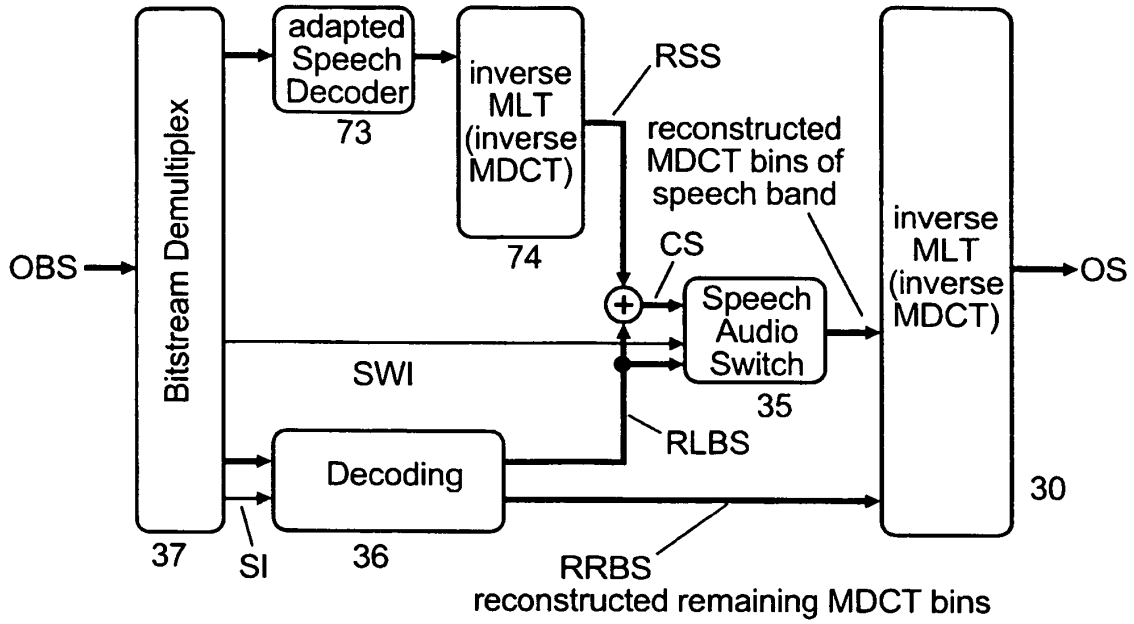 adapted
Speech
Decoder
73
inverse
MLT
(inverse
MDCT)
74
RSS
reconstructed
MDCT bins of
speech band
Bitstream Demultiplex
37
OBS
CS
+
Speech
Audio
Switch
35
inverse
MLT
(inverse
MDCT)
30
OS
SWI
RLBS
Decoding
36
SI
RRBS
reconstructed remaining MDCT bins